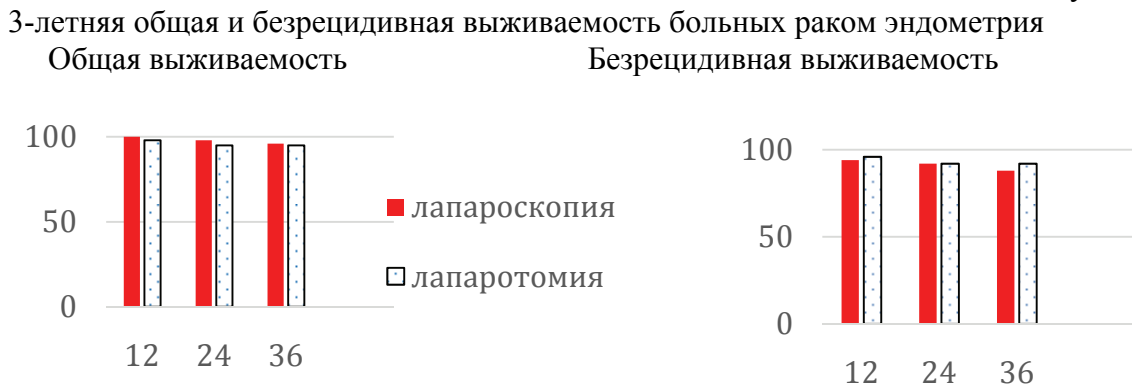 3-летняя общая и безрецидивная выживаемость больных раком эндометрия
Общая выживаемость Безрецидивная выживаемость
100
50
0
12 24 36
лапароскопия
лапаротомия
100
50
0
12 24 36